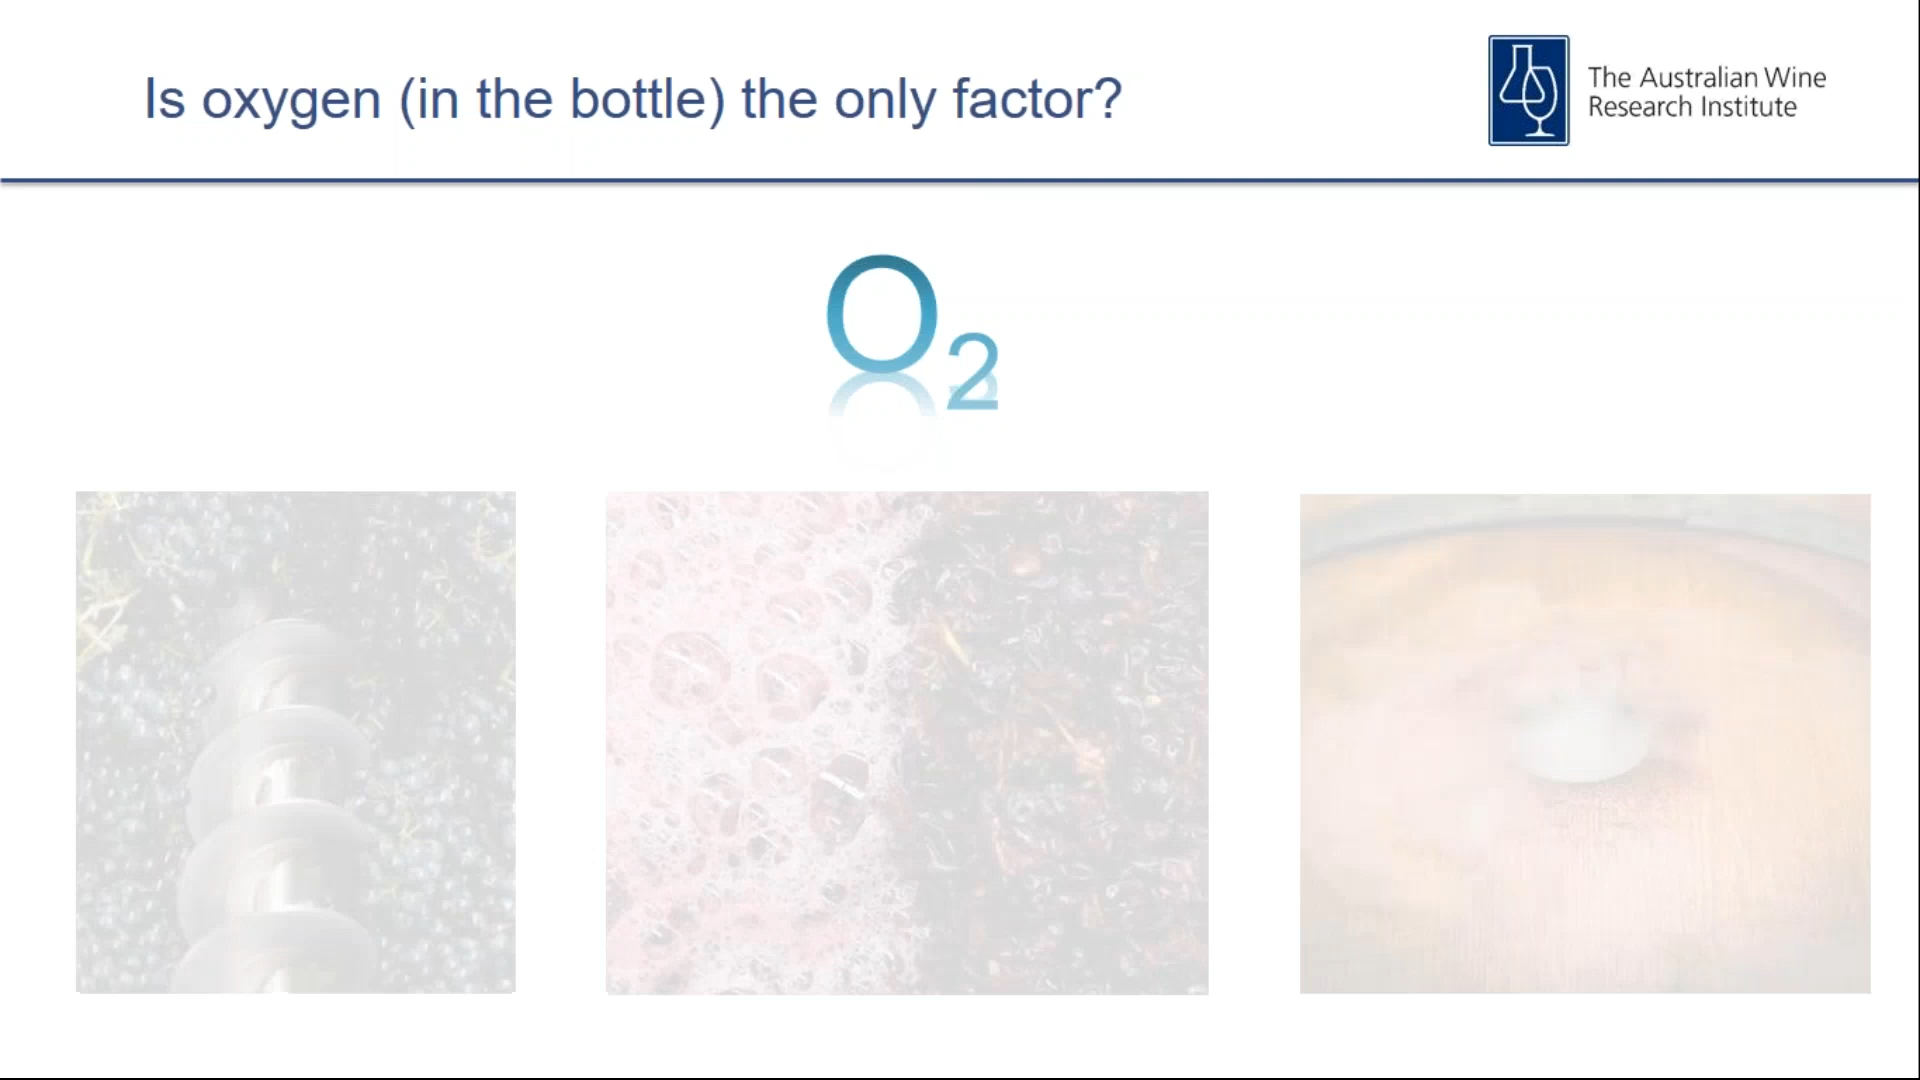 Is oxygen (in the bottle) the only factor?
The Australian Wine
Research Institute
O2